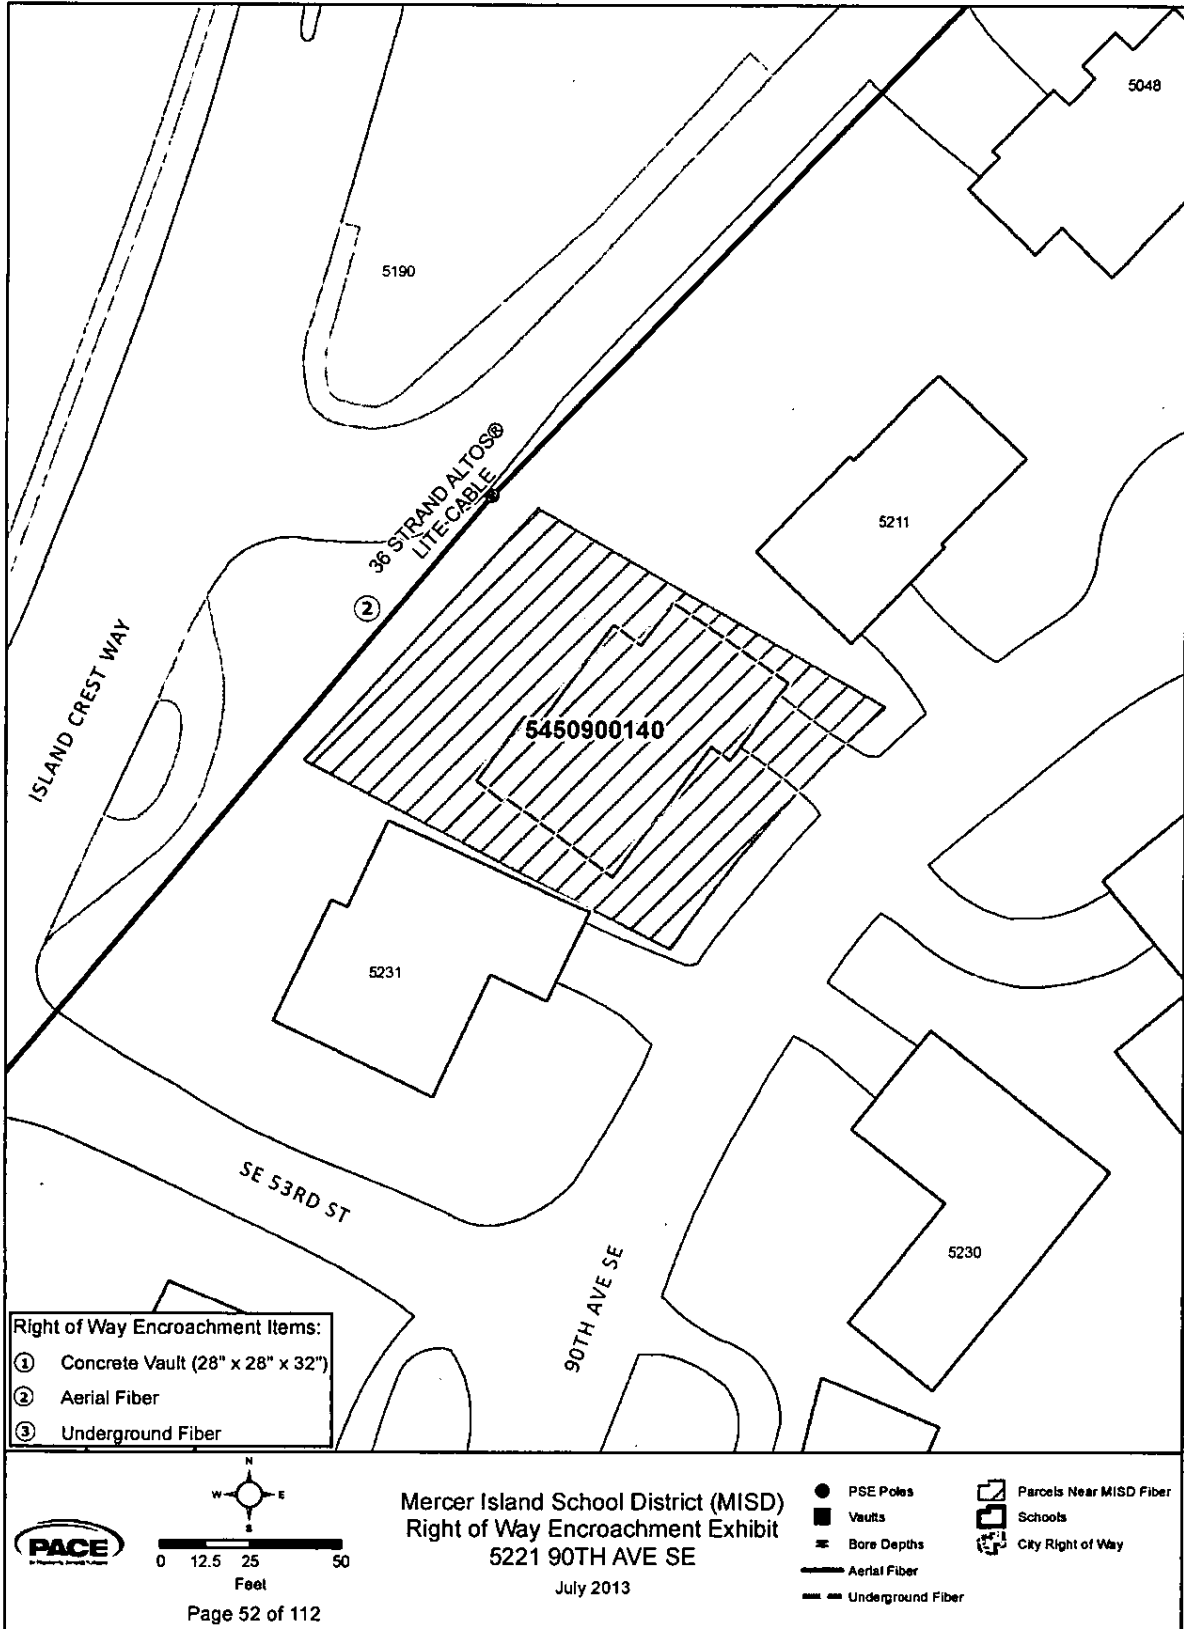 5048
5190
36 STRAND ALTOS®
LITE-CABLE
5211
②
ISLAND CREST WAY
5450900140
5231
SE 53RD ST
5230
90TH AVE SE
Right of Way Encroachment Items:
① Concrete Vault (28" x 28" x 32")
② Aerial Fiber
③ Underground Fiber
N
W E
S
PACE
0 12.5 25 50
Feet
Page 52 of 112
Mercer Island School District (MISD)
Right of Way Encroachment Exhibit
5221 90TH AVE SE
July 2013
PSE Poles
Vaults
Bore Depths
Aerial Fiber
Underground Fiber
Parcels Near MISD Fiber
Schools
City Right of Way